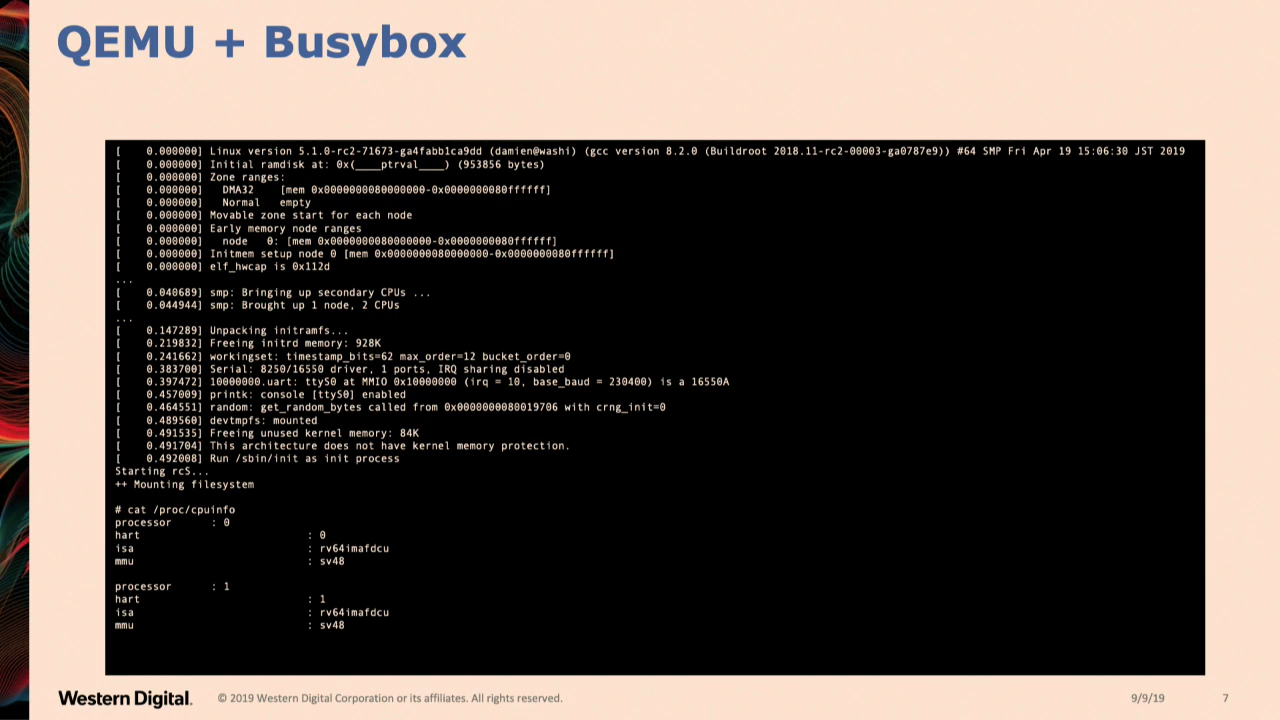 QEMU + Busybox
[    0.000000] Linux version 5.1.0-rc2-71673-ga4fabb1ca9dd (damien@washi) (gcc version 8.2.0 (Buildroot 2018.11-rc2-00003-ga0787e9)) #64 SMP Fri Apr 19 15:06:30 JST 2019
[    0.000000] Initial ramdisk at: 0x(____ptrval____) (953856 bytes)
[    0.000000] Zone ranges:
[    0.000000]   DMA32    [mem 0x0000000080000000-0x0000000080ffffff]
[    0.000000]   Normal   empty
[    0.000000] Movable zone start for each node
[    0.000000] Early memory node ranges
[    0.000000]   node   0: [mem 0x0000000080000000-0x0000000080ffffff]
[    0.000000] Initmem setup node 0 [mem 0x0000000080000000-0x0000000080ffffff]
[    0.000000] elf_hwcap is 0x112d
...
[    0.040689] smp: Bringing up secondary CPUs ...
[    0.044944] smp: Brought up 1 node, 2 CPUs
...
[    0.147289] Unpacking initramfs...
[    0.219832] Freeing initrd memory: 928K
[    0.241662] workingset: timestamp_bits=62 max_order=12 bucket_order=0
[    0.383700] Serial: 8250/16550 driver, 1 ports, IRQ sharing disabled
[    0.397472] 10000000.uart: ttyS0 at MMIO 0x10000000 (irq = 10, base_baud = 230400) is a 16550A
[    0.457009] printk: console [ttyS0] enabled
[    0.464551] random: get_random_bytes called from 0x0000000080019706 with crng_init=0
[    0.489560] devtmpfs: mounted
[    0.491535] Freeing unused kernel memory: 84K
[    0.491704] This architecture does not have kernel memory protection.
[    0.492008] Run /sbin/init as init process
Starting rcS...
++ Mounting filesystem
# cat /proc/cpuinfo
processor : 0
hart : 0
isa : rv64imafdcu
mmu : sv48
processor : 1
hart : 1
isa : rv64imafdcu
mmu : sv48
Western Digital. © 2019 Western Digital Corporation or its affiliates. All rights reserved. 9/9/19 7